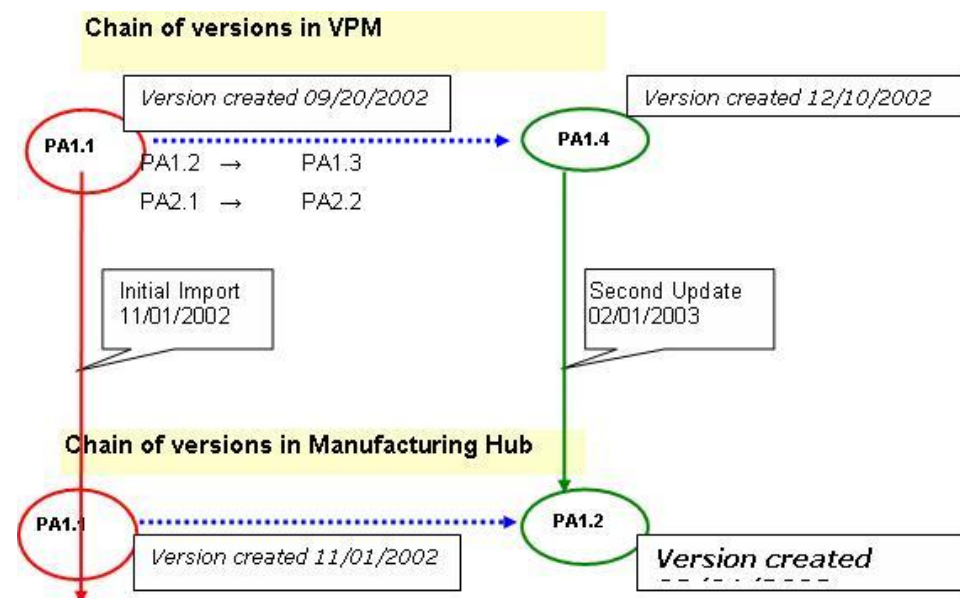 Chain of versions in VPM
Version created 09/20/2002
Version created 12/10/2002
PA1.1
PA1.4
PA1.2 → PA1.3
PA2.1 → PA2.2
Initial Import
11/01/2002
Second Update
02/01/2003
Chain of versions in Manufacturing Hub
PA1.1
PA1.2
Version created 11/01/2002
Version created